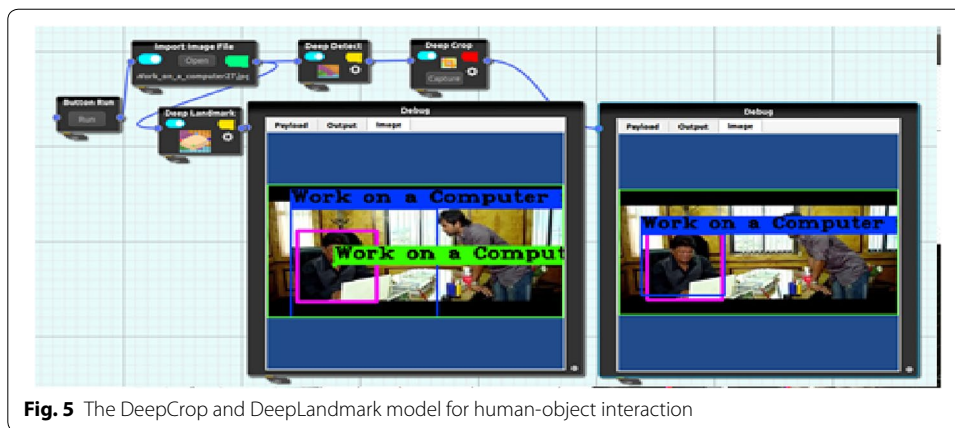 Import Image File
Open
Work_on_a_computer27.jpg
Deep Detect
Deep Crop
Capture
Button Run
Run
Deep Landmark
Debug
Payload Output Image
Work on a Computer
Work on a Comput
Debug
Payload Output Image
Work on a Computer
Fig. 5 The DeepCrop and DeepLandmark model for human-object interaction